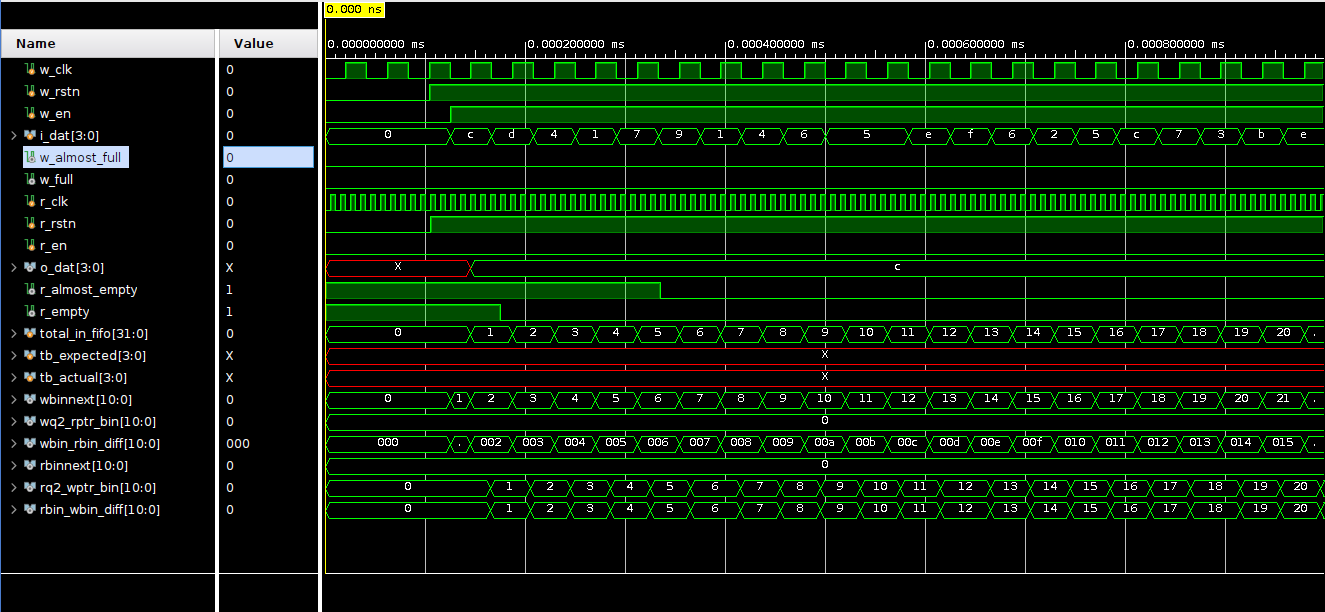 0.000 ns
Name Value 0.000000000 ms 0.000200000 ms 0.000400000 ms 0.000600000 ms 0.000800000 ms
w_clk 0
w_rstn 0
w_en 0
i_dat[3:0] 0 0 c d 4 1 7 9 1 4 6 5 e f 6 2 5 c 7 3 b e
w_almost_full 0
w_full 0
r_clk 0
r_rstn 0
r_en 0
o_dat[3:0] X X c
r_almost_empty 1
r_empty 1
total_in_fifo[31:0] 0 0 1 2 3 4 5 6 7 8 9 10 11 12 13 14 15 16 17 18 19 20 .
tb_expected[3:0] X X
tb_actual[3:0] X X
wbinnext[10:0] 0 0 1 2 3 4 5 6 7 8 9 10 11 12 13 14 15 16 17 18 19 20 21 .
wq2_rptr_bin[10:0] 0 0
wbin_rbin_diff[10:0] 000 000 . 002 003 004 005 006 007 008 009 00a 00b 00c 00d 00e 00f 010 011 012 013 014 015 .
rbinnext[10:0] 0 0
rq2_wptr_bin[10:0] 0 0 1 2 3 4 5 6 7 8 9 10 11 12 13 14 15 16 17 18 19 20
rbin_wbin_diff[10:0] 0 0 1 2 3 4 5 6 7 8 9 10 11 12 13 14 15 16 17 18 19 20